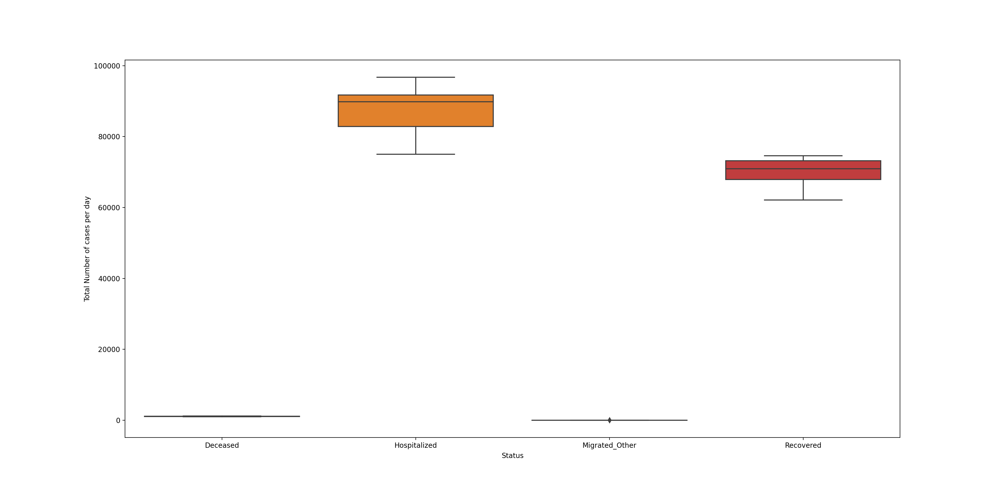 Total Number of cases per day
100000
80000
60000
40000
20000
0
Deceased Hospitalized Migrated_Other Recovered
Status